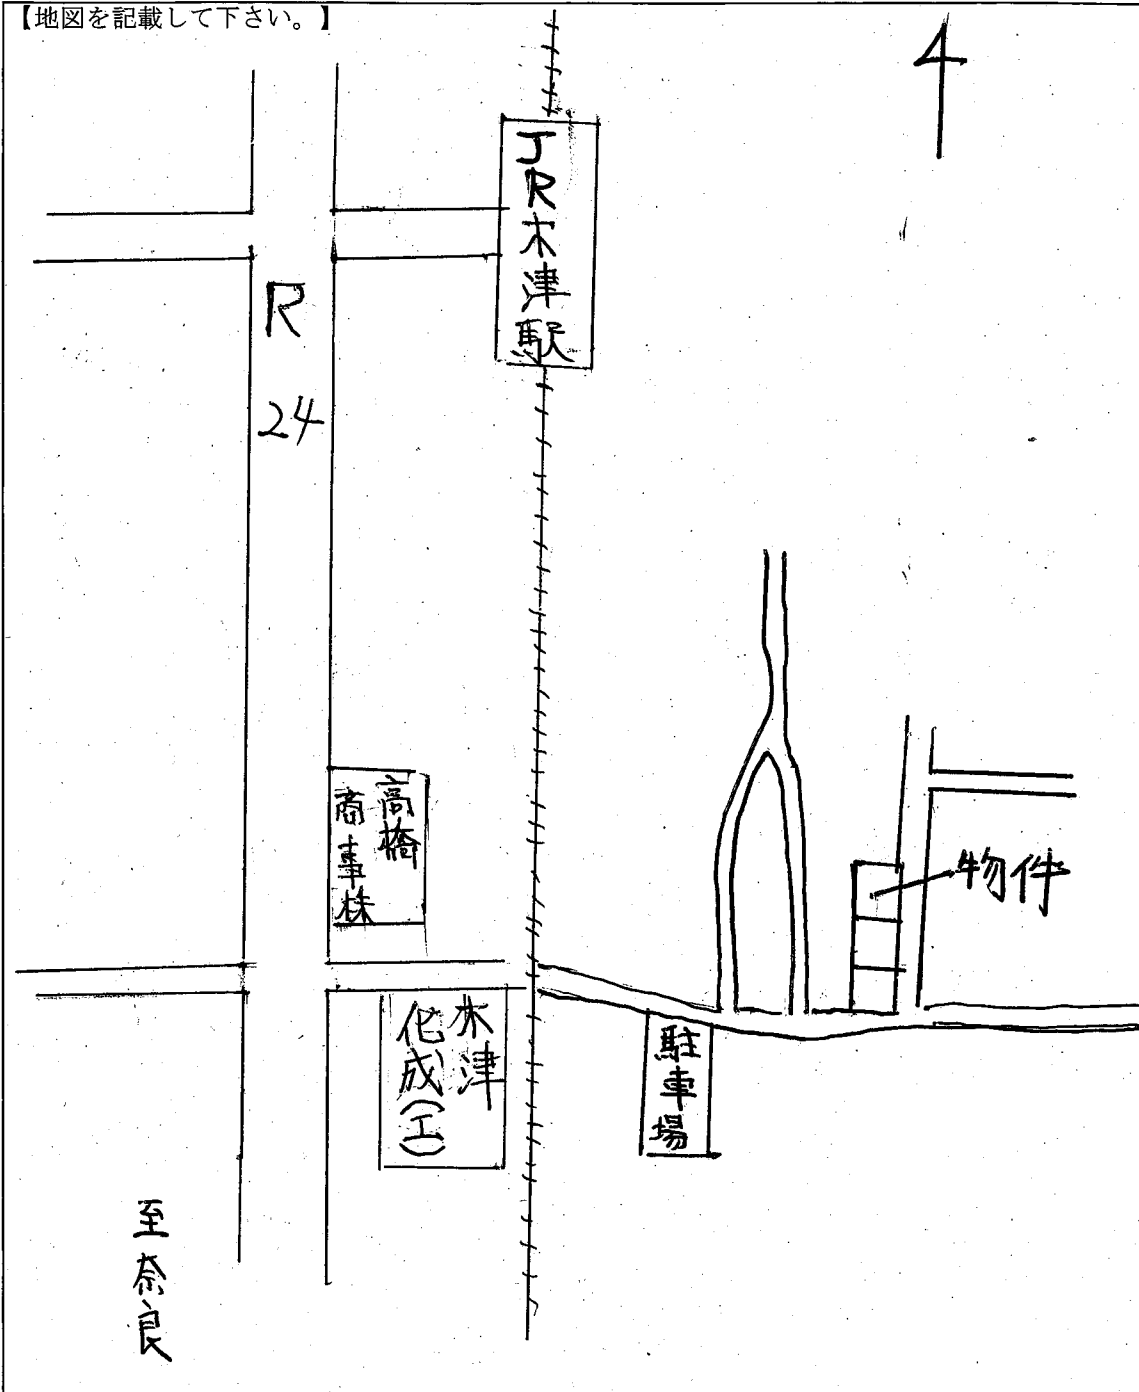 【地図を記載して下さい。】
4
JR木津駅
R
24
高橋
商事株
物件
木津
化成(工)
駐車場
至奈良